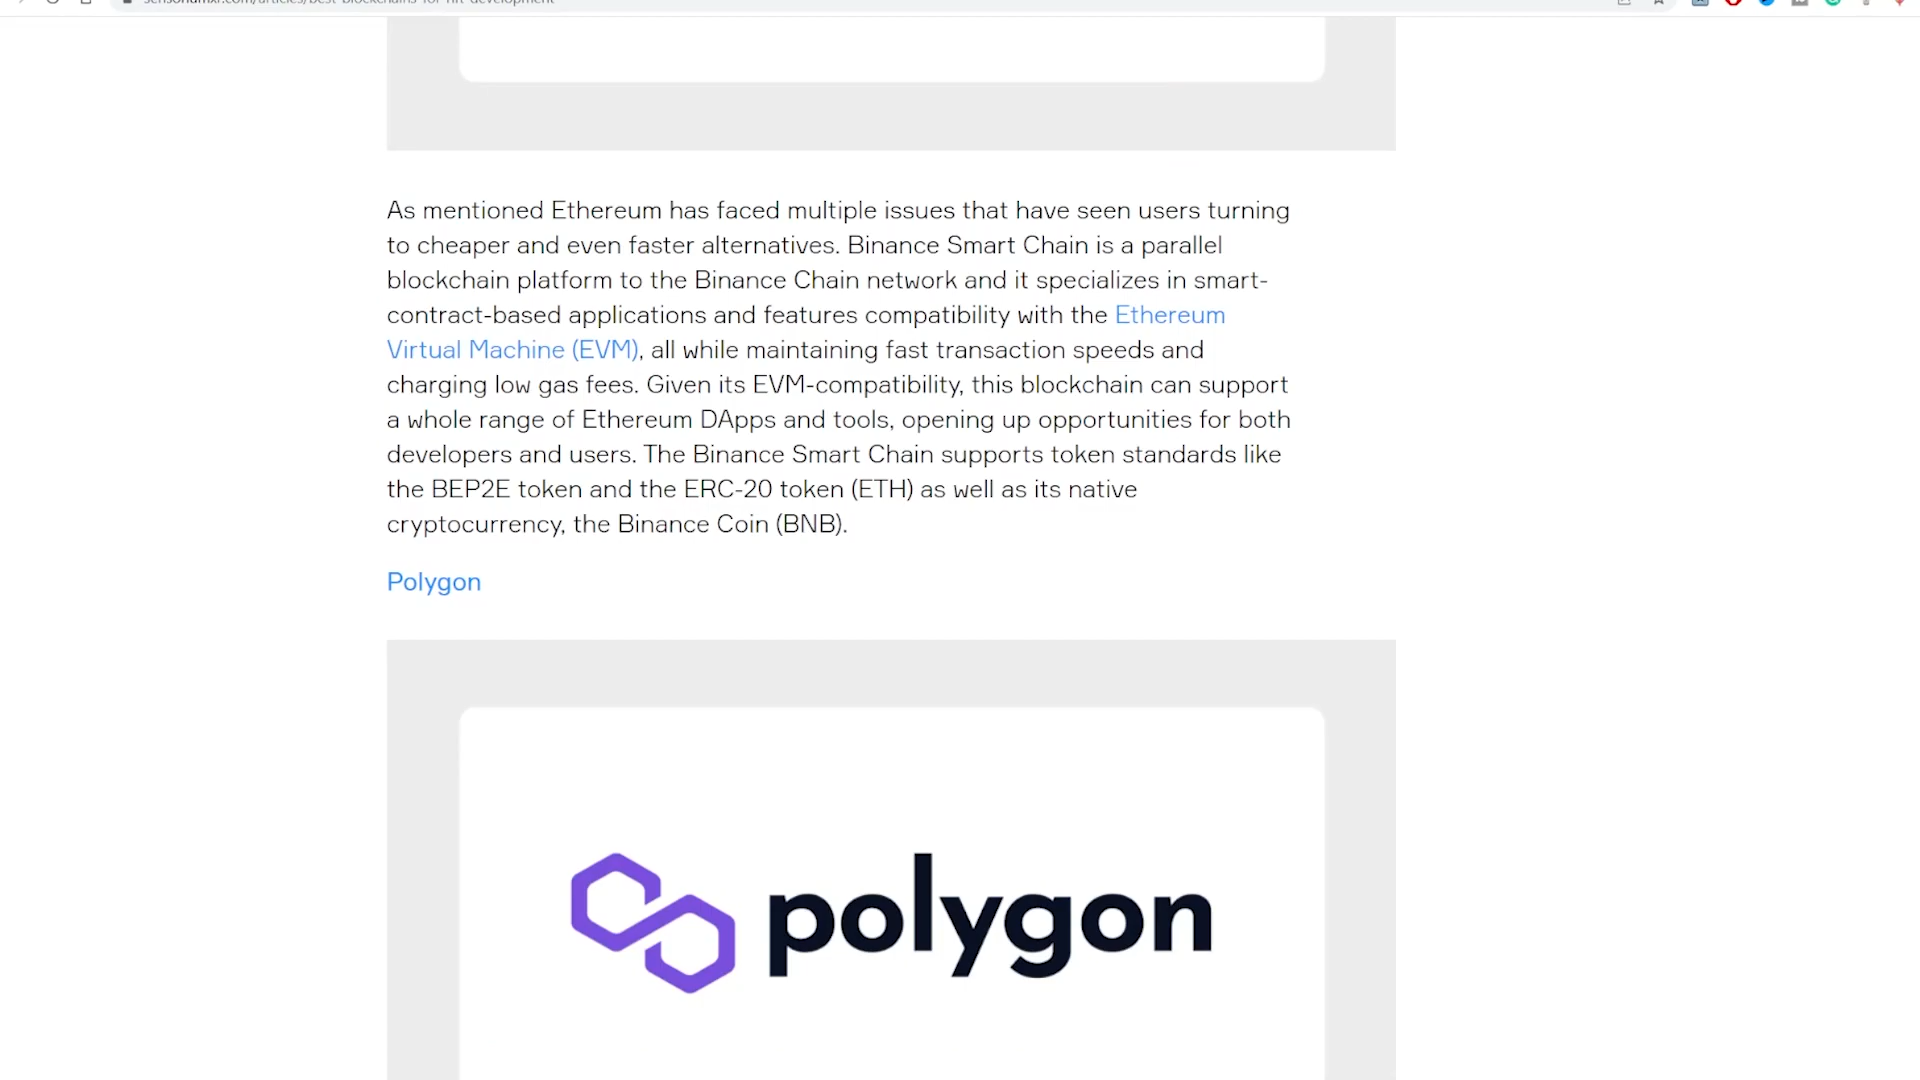 As mentioned Ethereum has faced multiple issues that have seen users turning
to cheaper and even faster alternatives. Binance Smart Chain is a parallel
blockchain platform to the Binance Chain network and it specializes in smart-
contract-based applications and features compatibility with the Ethereum
Virtual Machine (EVM), all while maintaining fast transaction speeds and
charging low gas fees. Given its EVM-compatibility, this blockchain can support
a whole range of Ethereum DApps and tools, opening up opportunities for both
developers and users. The Binance Smart Chain supports token standards like
the BEP2E token and the ERC-20 token (ETH) as well as its native
cryptocurrency, the Binance Coin (BNB).
Polygon
polygon